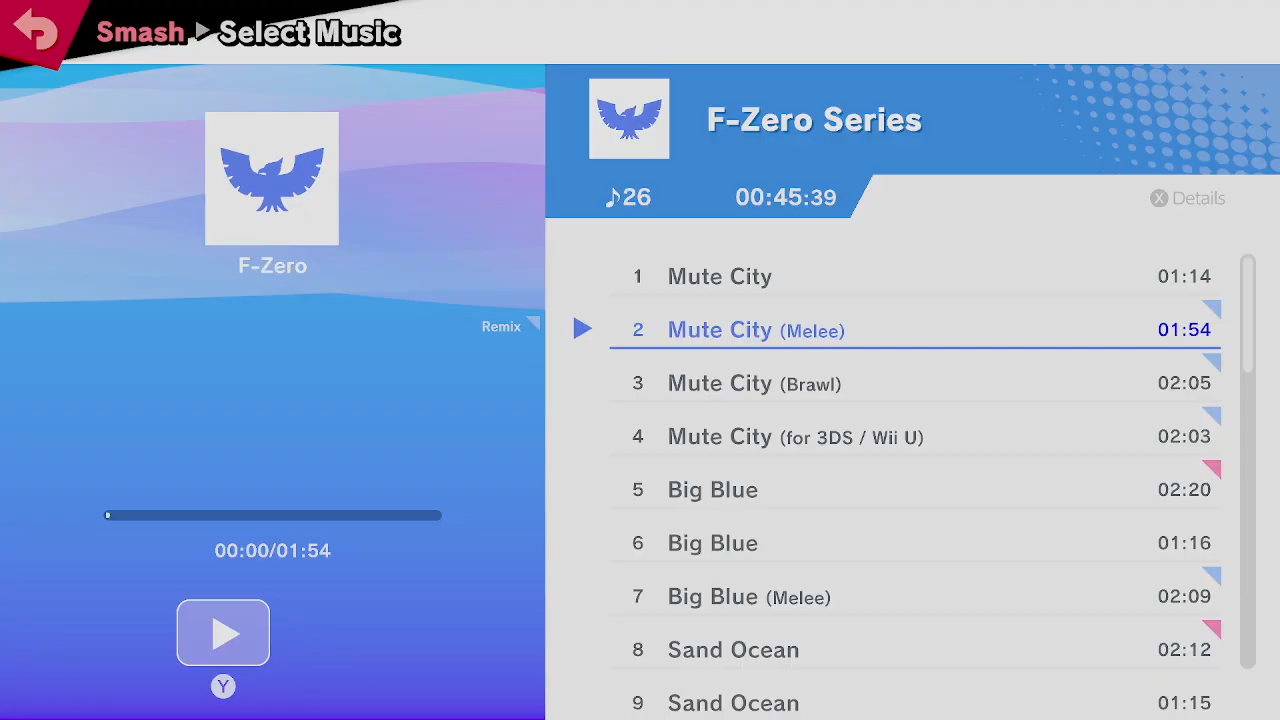 Smash ▶ Select Music
F-Zero
Remix
00:00/01:54
Y
F-Zero Series
♪26 00:45:39
X Details
1 Mute City 01:14
2 Mute City (Melee) 01:54
3 Mute City (Brawl) 02:05
4 Mute City (for 3DS / Wii U) 02:03
5 Big Blue 02:20
6 Big Blue 01:16
7 Big Blue (Melee) 02:09
8 Sand Ocean 02:12
9 Sand Ocean 01:15